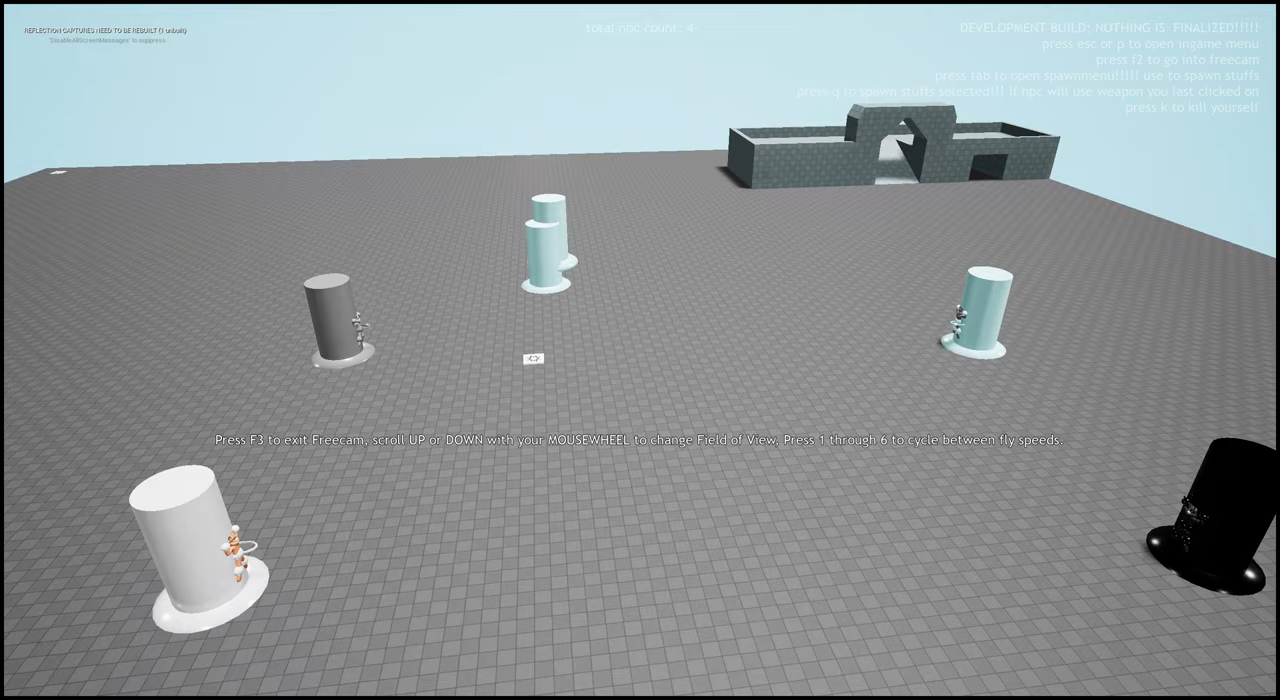 REFLECTION CAPTURES NEED TO BE REBUILT (1 unbuilt)
'DisableAllScreenMessages' to suppress
total npc count: 4
DEVELOPMENT BUILD: NOTHING IS FINALIZED!!!!!
press esc or p to open ingame menu
press f2 to go into freecam
press tab to open spawnmenu!!!!! use to spawn stuffs
press q to spawn stuffs selected!!! if npc will use weapon you last clicked on
press k to kill yourself
Press F3 to exit Freecam, scroll UP or DOWN with your MOUSEWHEEL to change Field of View, Press 1 through 6 to cycle between fly speeds.